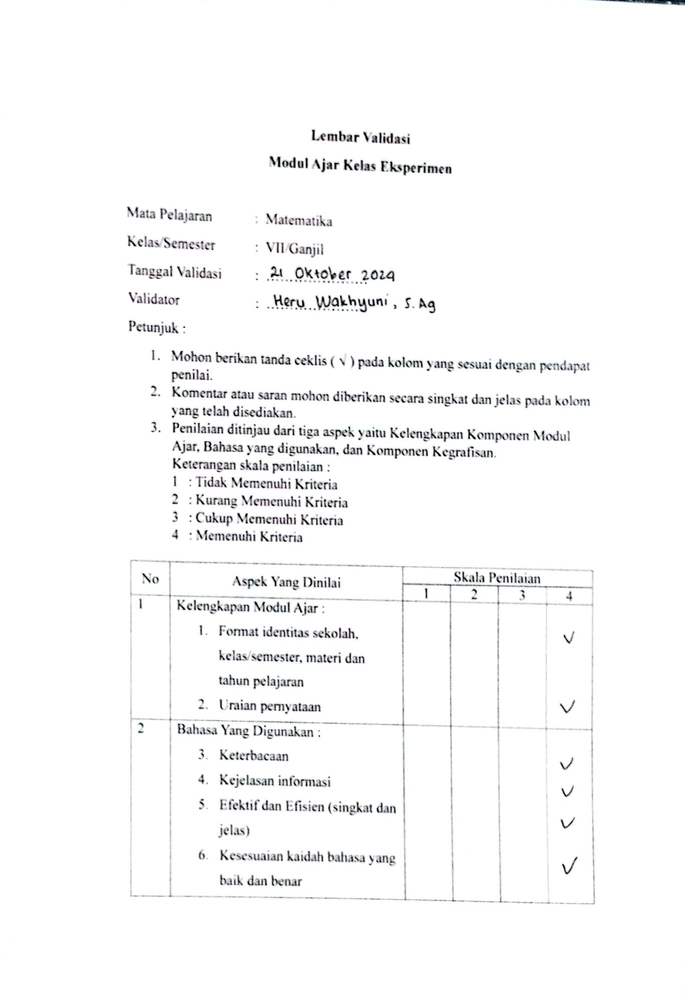 Lembar Validasi
Modul Ajar Kelas Eksperimen
Mata Pelajaran : Matematika
Kelas/Semester : VII/Ganjil
Tanggal Validasi : 21 Oktober 2024
Validator : Heru Wakhyuni, S.Ag
Petunjuk :
1. Mohon berikan tanda ceklis ( √ ) pada kolom yang sesuai dengan pendapat
penilai.
2. Komentar atau saran mohon diberikan secara singkat dan jelas pada kolom
yang telah disediakan.
3. Penilaian ditinjau dari tiga aspek yaitu Kelengkapan Komponen Modul
Ajar, Bahasa yang digunakan, dan Komponen Kegrafisan.
Keterangan skala penilaian :
1 : Tidak Memenuhi Kriteria
2 : Kurang Memenuhi Kriteria
3 : Cukup Memenuhi Kriteria
4 : Memenuhi Kriteria
No Aspek Yang Dinilai Skala Penilaian
1 2 3 4
1 Kelengkapan Modul Ajar :
1. Format identitas sekolah, √
kelas/semester, materi dan
tahun pelajaran
2. Uraian pernyataan √
2 Bahasa Yang Digunakan :
3. Keterbacaan √
4. Kejelasan informasi √
5. Efektif dan Efisien (singkat dan √
jelas)
6. Kesesuaian kaidah bahasa yang √
baik dan benar